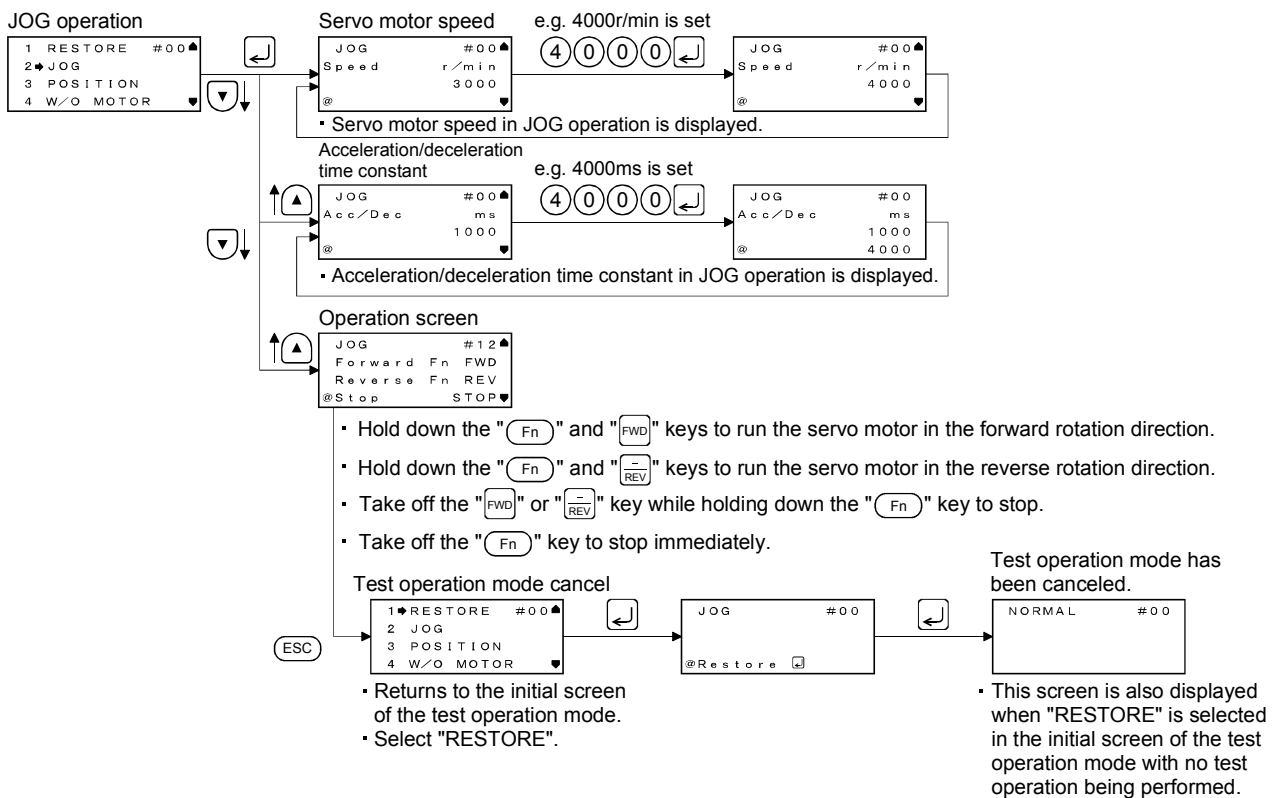 JOG operation
1 RESTORE #00
2 JOG
3 POSITION
4 W/O MOTOR
Servo motor speed
JOG #00
Speed r/min
3000
@
e.g. 4000r/min is set
4 0 0 0
JOG #00
Speed r/min
4000
@
▪ Servo motor speed in JOG operation is displayed.
Acceleration/deceleration
time constant
JOG #00
Acc/Dec ms
1000
@
e.g. 4000ms is set
4 0 0 0
JOG #00
Acc/Dec ms
1000
@ 4000
▪ Acceleration/deceleration time constant in JOG operation is displayed.
Operation screen
JOG #12
Forward Fn FWD
Reverse Fn REV
@Stop STOP
▪ Hold down the "Fn" and "FWD" keys to run the servo motor in the forward rotation direction.
▪ Hold down the "Fn" and "- REV" keys to run the servo motor in the reverse rotation direction.
▪ Take off the "FWD" or "- REV" key while holding down the "Fn" key to stop.
▪ Take off the "Fn" key to stop immediately.
ESC
Test operation mode cancel
1 RESTORE #00
2 JOG
3 POSITION
4 W/O MOTOR
▪ Returns to the initial screen
of the test operation mode.
▪ Select "RESTORE".
JOG #00
@Restore
Test operation mode has
been canceled.
NORMAL #00
▪ This screen is also displayed
when "RESTORE" is selected
in the initial screen of the test
operation mode with no test
operation being performed.